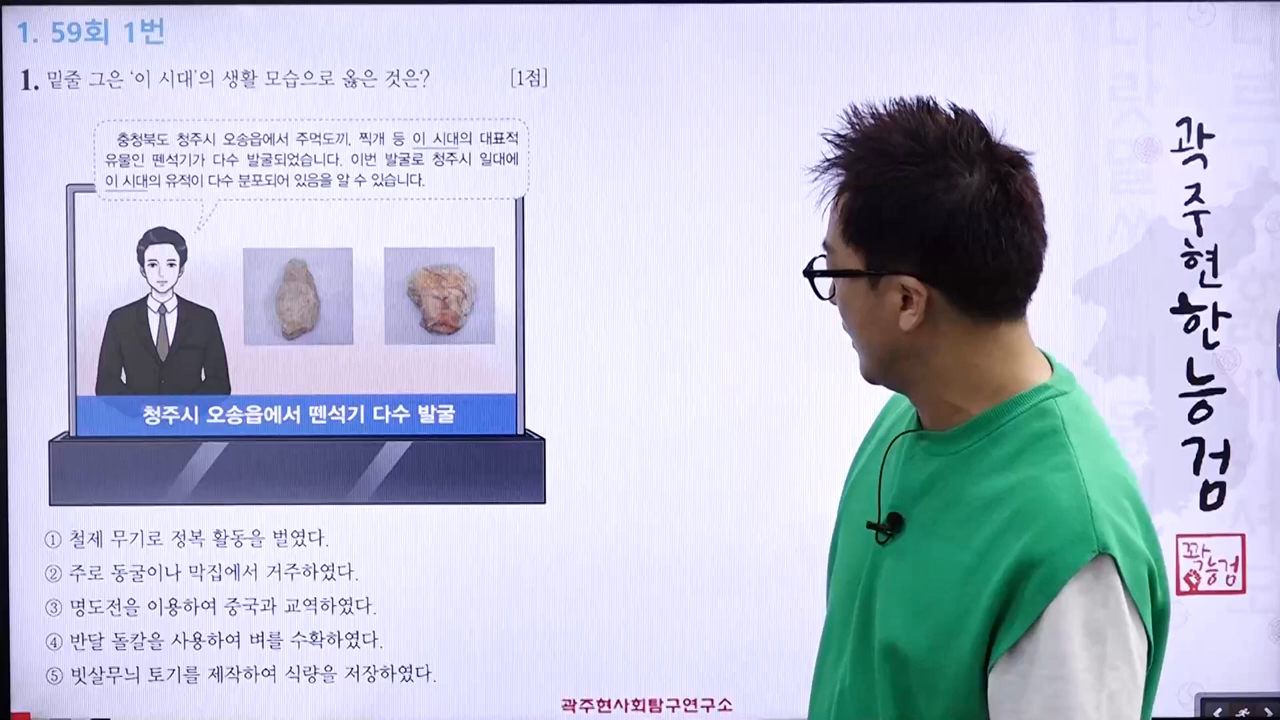 1. 59회 1번
1. 밑줄 그은 '이 시대'의 생활 모습으로 옳은 것은? [1점]
충청북도 청주시 오송읍에서 주먹도끼, 찍개 등 이 시대의 대표적
유물인 뗀석기가 다수 발굴되었습니다. 이번 발굴로 청주시 일대에
이 시대의 유적이 다수 분포되어 있음을 알 수 있습니다.
청주시 오송읍에서 뗀석기 다수 발굴
① 철제 무기로 정복 활동을 벌였다.
② 주로 동굴이나 막집에서 거주하였다.
③ 명도전을 이용하여 중국과 교역하였다.
④ 반달 돌칼을 사용하여 벼를 수확하였다.
⑤ 빗살무늬 토기를 제작하여 식량을 저장하였다.
곽주현한능검
꽉능검
곽주현사회탐구연구소